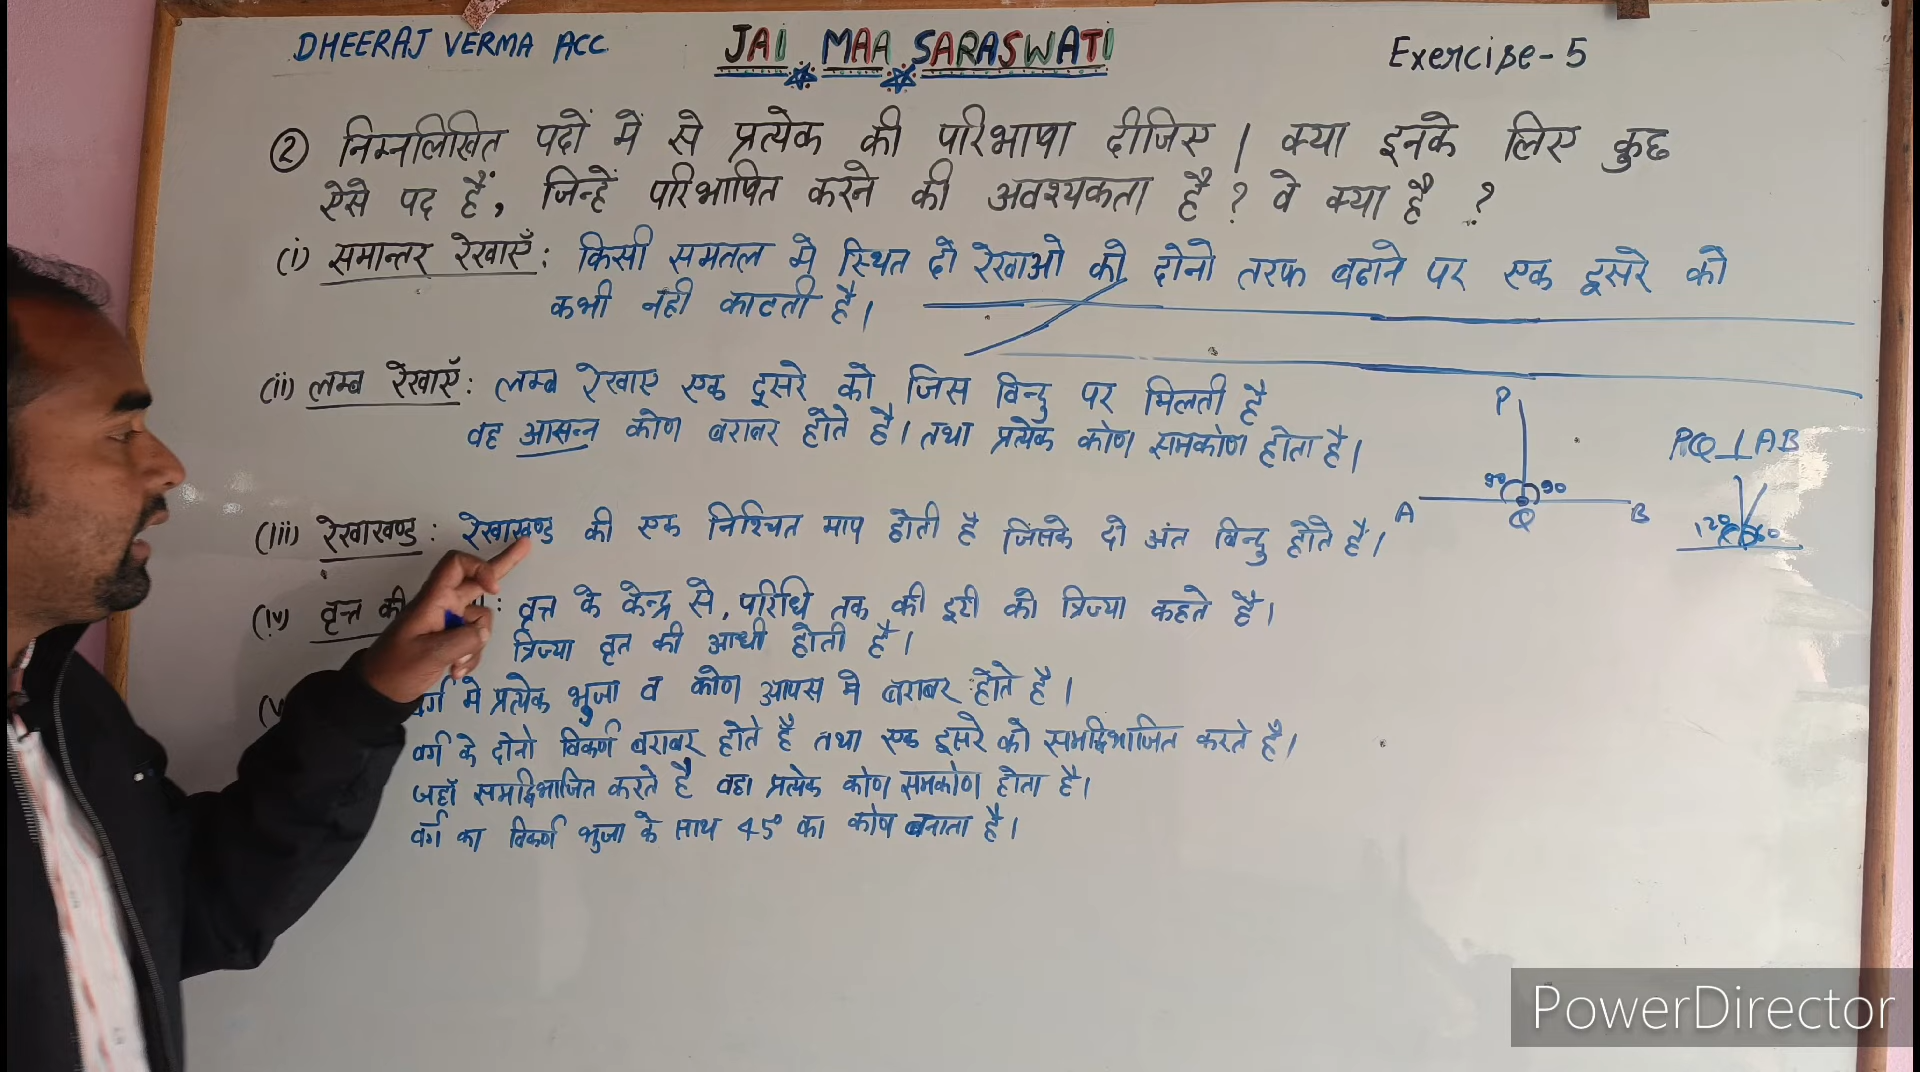 DHEERAJ VERMA ACC
JAI MAA SARASWATI
Exercise-5
② निम्नलिखित पदों में से प्रत्येक की परिभाषा दीजिए । क्या इनके लिए कुछ
ऐसे पद हैं, जिन्हें परिभाषित करने की अवश्यकता है ? वे क्या है ?
(i) समान्तर रेखाएँ : किसी समतल मे स्थित दो रेखाओ को दोनो तरफ बढाने पर एक दूसरे को
कभी नही काटती है।
(ii) लम्ब रेखाएँ : लम्ब रेखाए एक दूसरे को जिस विन्दु पर मिलती है
वह आसन्न कोण बराबर होते है। तथा प्रत्येक कोण समकोण होता है।
P
90 90
A Q B
PQ⊥AB
120 60
(iii) रेखाखण्ड : रेखाखण्ड की एक निश्चित माप होती है जिसके दो अंत विन्दु होते है।
(iv) वृत्त की : वृत्त के केन्द्र से, परिधि तक की दूरी को त्रिज्या कहते है।
त्रिज्या वृत की आधी होती है।
(v वर्ग मे प्रत्येक भुजा व कोण आपस मे बराबर होते है।
वर्ग के दोनो विकर्ण बराबर होते है तथा एक दूसरे को समद्विभाजित करते है।
जहाँ समद्विभाजित करते है वहा प्रत्येक कोण समकोण होता है।
वर्ग का विकर्ण भुजा के साथ 45° का कोण बनाता है।
PowerDirector